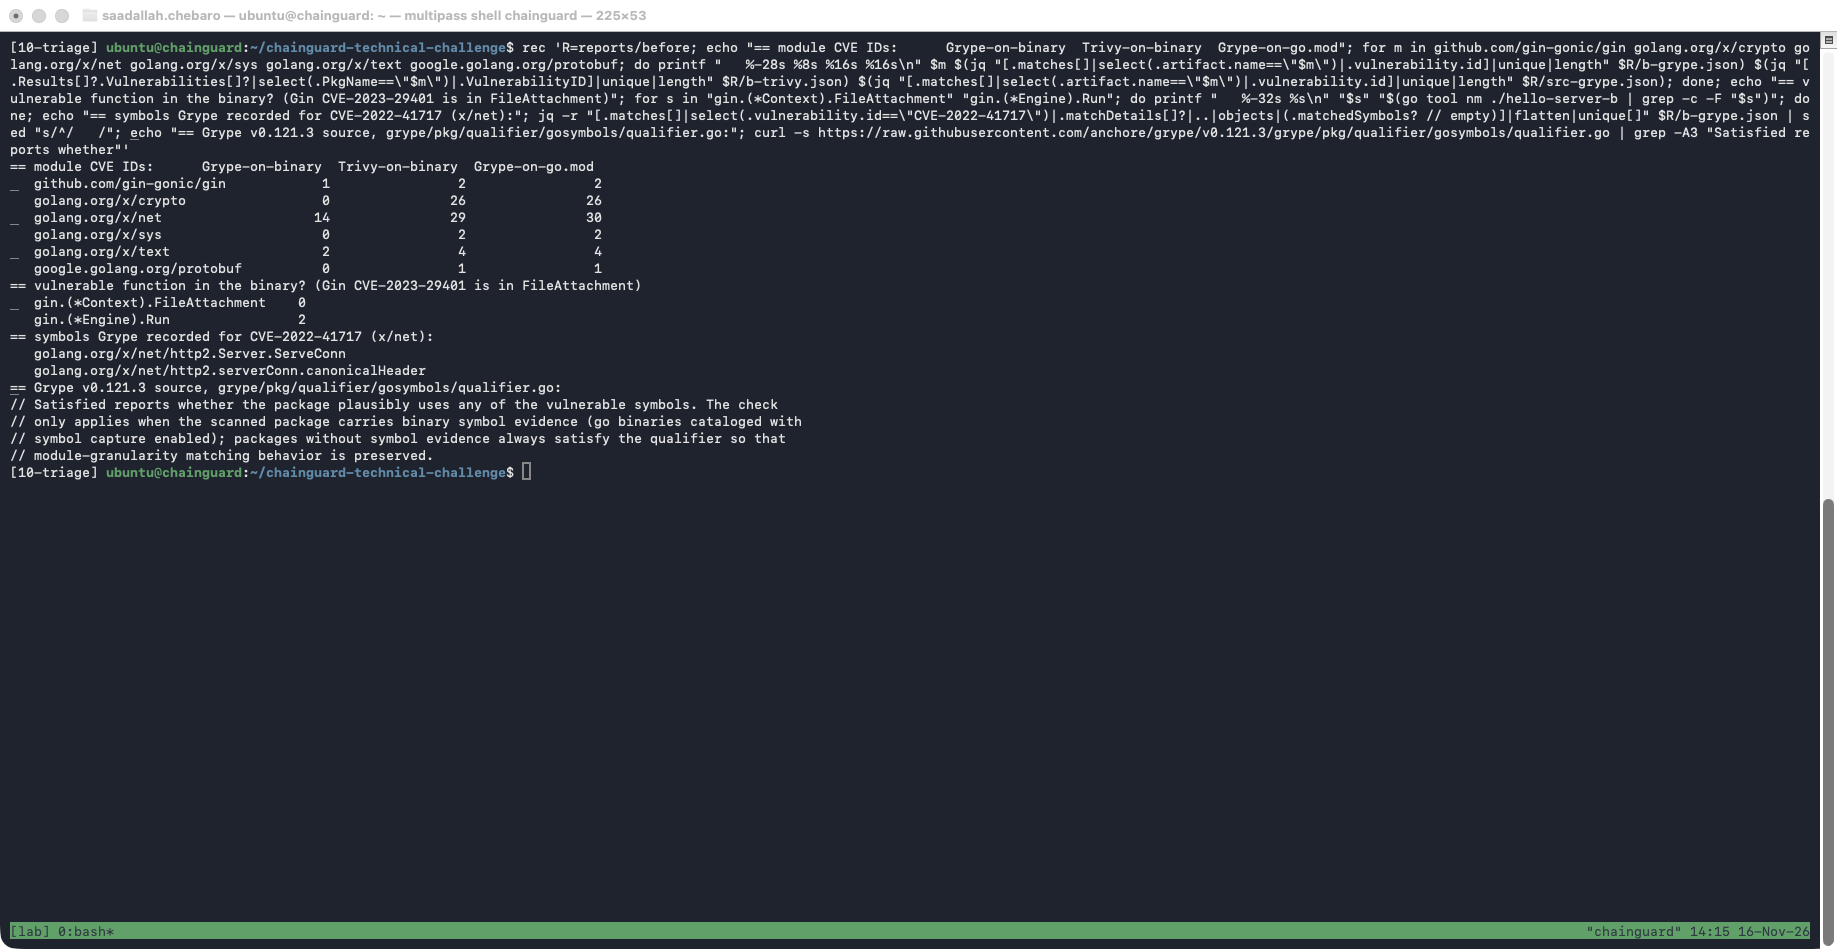 saadallah.chebaro — ubuntu@chainguard: ~ — multipass shell chainguard — 225×53
[10-triage] ubuntu@chainguard:~/chainguard-technical-challenge$ rec 'R=reports/before; echo "== module CVE IDs:      Grype-on-binary  Trivy-on-binary  Grype-on-go.mod"; for m in github.com/gin-gonic/gin golang.org/x/crypto go
lang.org/x/net golang.org/x/sys golang.org/x/text google.golang.org/protobuf; do printf "   %-28s %8s %16s %16s\n" $m $(jq "[.matches[]|select(.artifact.name==\"$m\")|.vulnerability.id]|unique|length" $R/b-grype.json) $(jq "[
.Results[]?.Vulnerabilities[]?|select(.PkgName==\"$m\")|.VulnerabilityID]|unique|length" $R/b-trivy.json) $(jq "[.matches[]|select(.artifact.name==\"$m\")|.vulnerability.id]|unique|length" $R/src-grype.json); done; echo "== v
ulnerable function in the binary? (Gin CVE-2023-29401 is in FileAttachment)"; for s in "gin.(*Context).FileAttachment" "gin.(*Engine).Run"; do printf "   %-32s %s\n" "$s" "$(go tool nm ./hello-server-b | grep -c -F "$s")"; do
ne; echo "== symbols Grype recorded for CVE-2022-41717 (x/net):"; jq -r "[.matches[]|select(.vulnerability.id==\"CVE-2022-41717\")|.matchDetails[]?|..|objects|(.matchedSymbols? // empty)]|flatten|unique[]" $R/b-grype.json | s
ed "s/^/   /"; echo "== Grype v0.121.3 source, grype/pkg/qualifier/gosymbols/qualifier.go:"; curl -s https://raw.githubusercontent.com/anchore/grype/v0.121.3/grype/pkg/qualifier/gosymbols/qualifier.go | grep -A3 "Satisfied re
ports whether"'
== module CVE IDs:      Grype-on-binary  Trivy-on-binary  Grype-on-go.mod
_  github.com/gin-gonic/gin            1                2                2
   golang.org/x/crypto                 0               26               26
_  golang.org/x/net                   14               29               30
   golang.org/x/sys                    0                2                2
_  golang.org/x/text                   2                4                4
   google.golang.org/protobuf          0                1                1
== vulnerable function in the binary? (Gin CVE-2023-29401 is in FileAttachment)
_  gin.(*Context).FileAttachment    0
   gin.(*Engine).Run                2
== symbols Grype recorded for CVE-2022-41717 (x/net):
   golang.org/x/net/http2.Server.ServeConn
   golang.org/x/net/http2.serverConn.canonicalHeader
== Grype v0.121.3 source, grype/pkg/qualifier/gosymbols/qualifier.go:
// Satisfied reports whether the package plausibly uses any of the vulnerable symbols. The check
// only applies when the scanned package carries binary symbol evidence (go binaries cataloged with
// symbol capture enabled); packages without symbol evidence always satisfy the qualifier so that
// module-granularity matching behavior is preserved.
[10-triage] ubuntu@chainguard:~/chainguard-technical-challenge$
[lab] 0:bash* "chainguard" 14:15 16-Nov-26